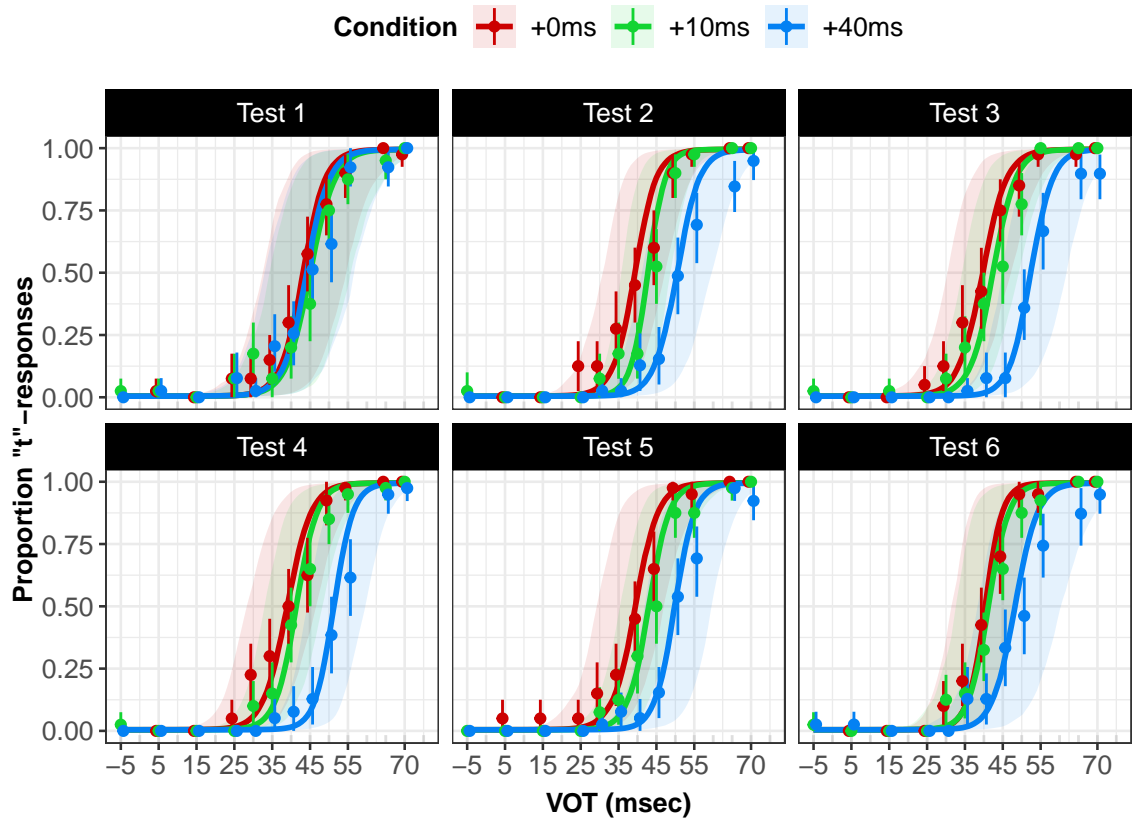 Condition +0ms +10ms +40ms
Test 1 Test 2 Test 3
1.00
0.75
0.50
0.25
0.00
Test 4 Test 5 Test 6
1.00
0.75
0.50
0.25
0.00
−5 5 15 25 35 45 55 70 −5 5 15 25 35 45 55 70 −5 5 15 25 35 45 55 70
VOT (msec)
Proportion "t"−responses